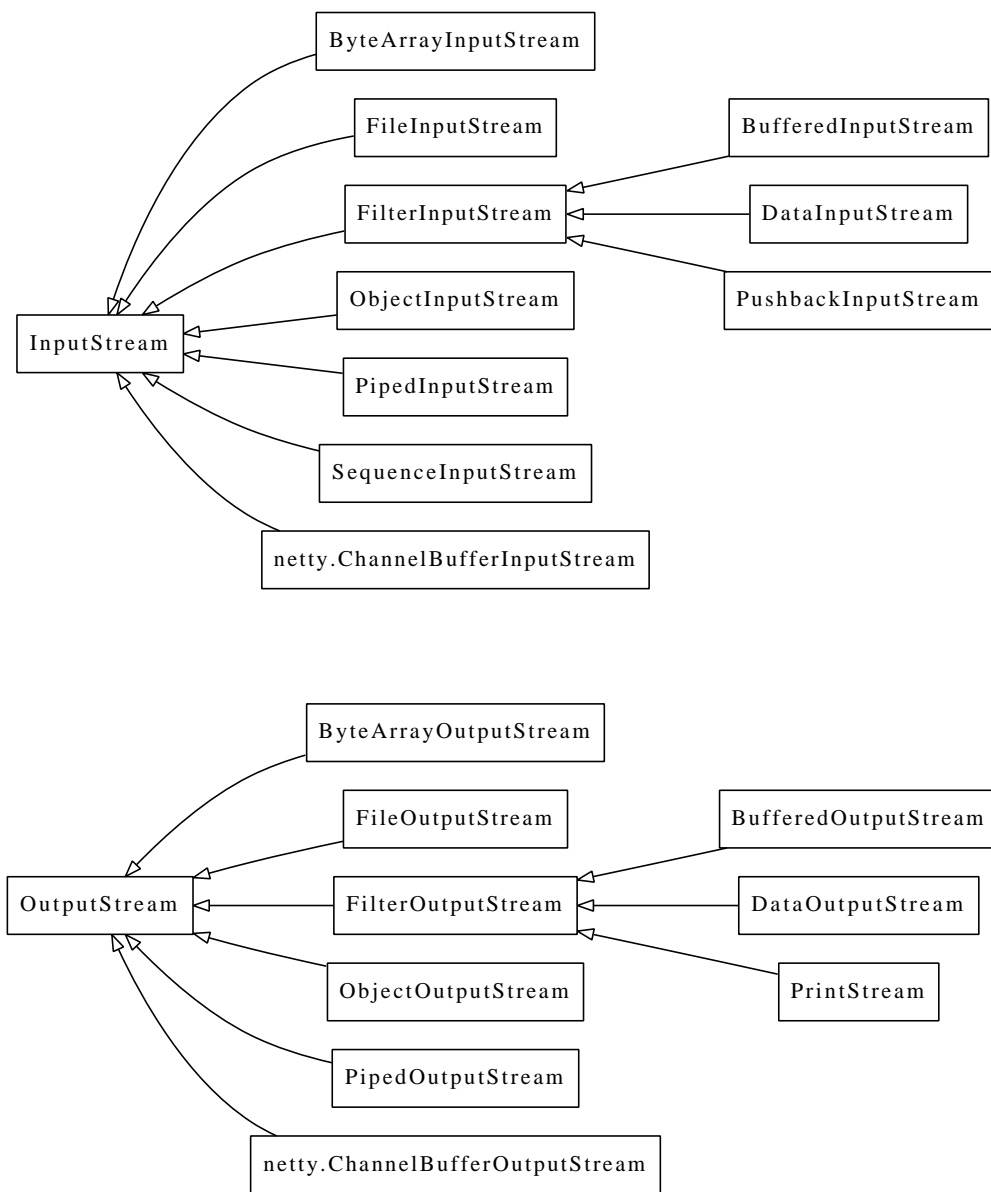 ByteArrayInputStream
FileInputStream
BufferedInputStream
FilterInputStream
DataInputStream
ObjectInputStream
PushbackInputStream
InputStream
PipedInputStream
SequenceInputStream
netty.ChannelBufferInputStream
ByteArrayOutputStream
FileOutputStream
BufferedOutputStream
OutputStream
FilterOutputStream
DataOutputStream
ObjectOutputStream
PrintStream
PipedOutputStream
netty.ChannelBufferOutputStream